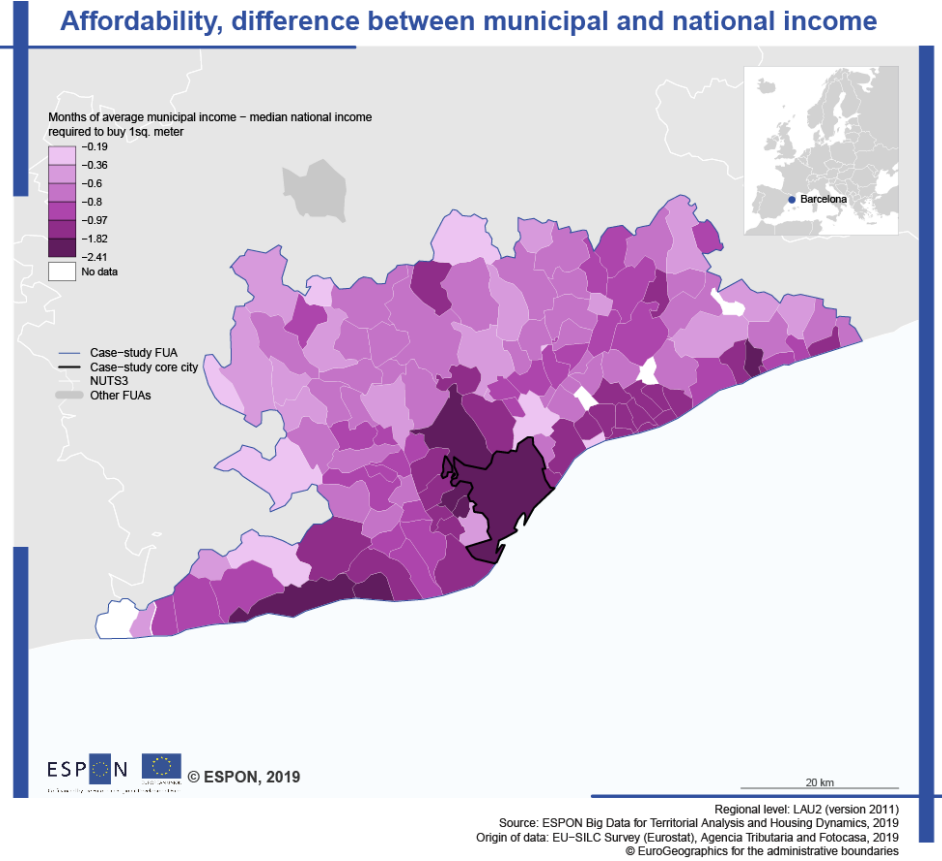 Affordability, difference between municipal and national income
Months of average municipal income − median national income
required to buy 1sq. meter
−0.19
−0.36
−0.6
−0.8
−0.97
−1.82
−2.41
No data
Barcelona
Case−study FUA
Case−study core city
NUTS3
Other FUAs
ESPON
© ESPON, 2019
20 km
Regional level: LAU2 (version 2011)
Source: ESPON Big Data for Territorial Analysis and Housing Dynamics, 2019
Origin of data: EU−SILC Survey (Eurostat), Agencia Tributaria and Fotocasa, 2019
© EuroGeographics for the administrative boundaries